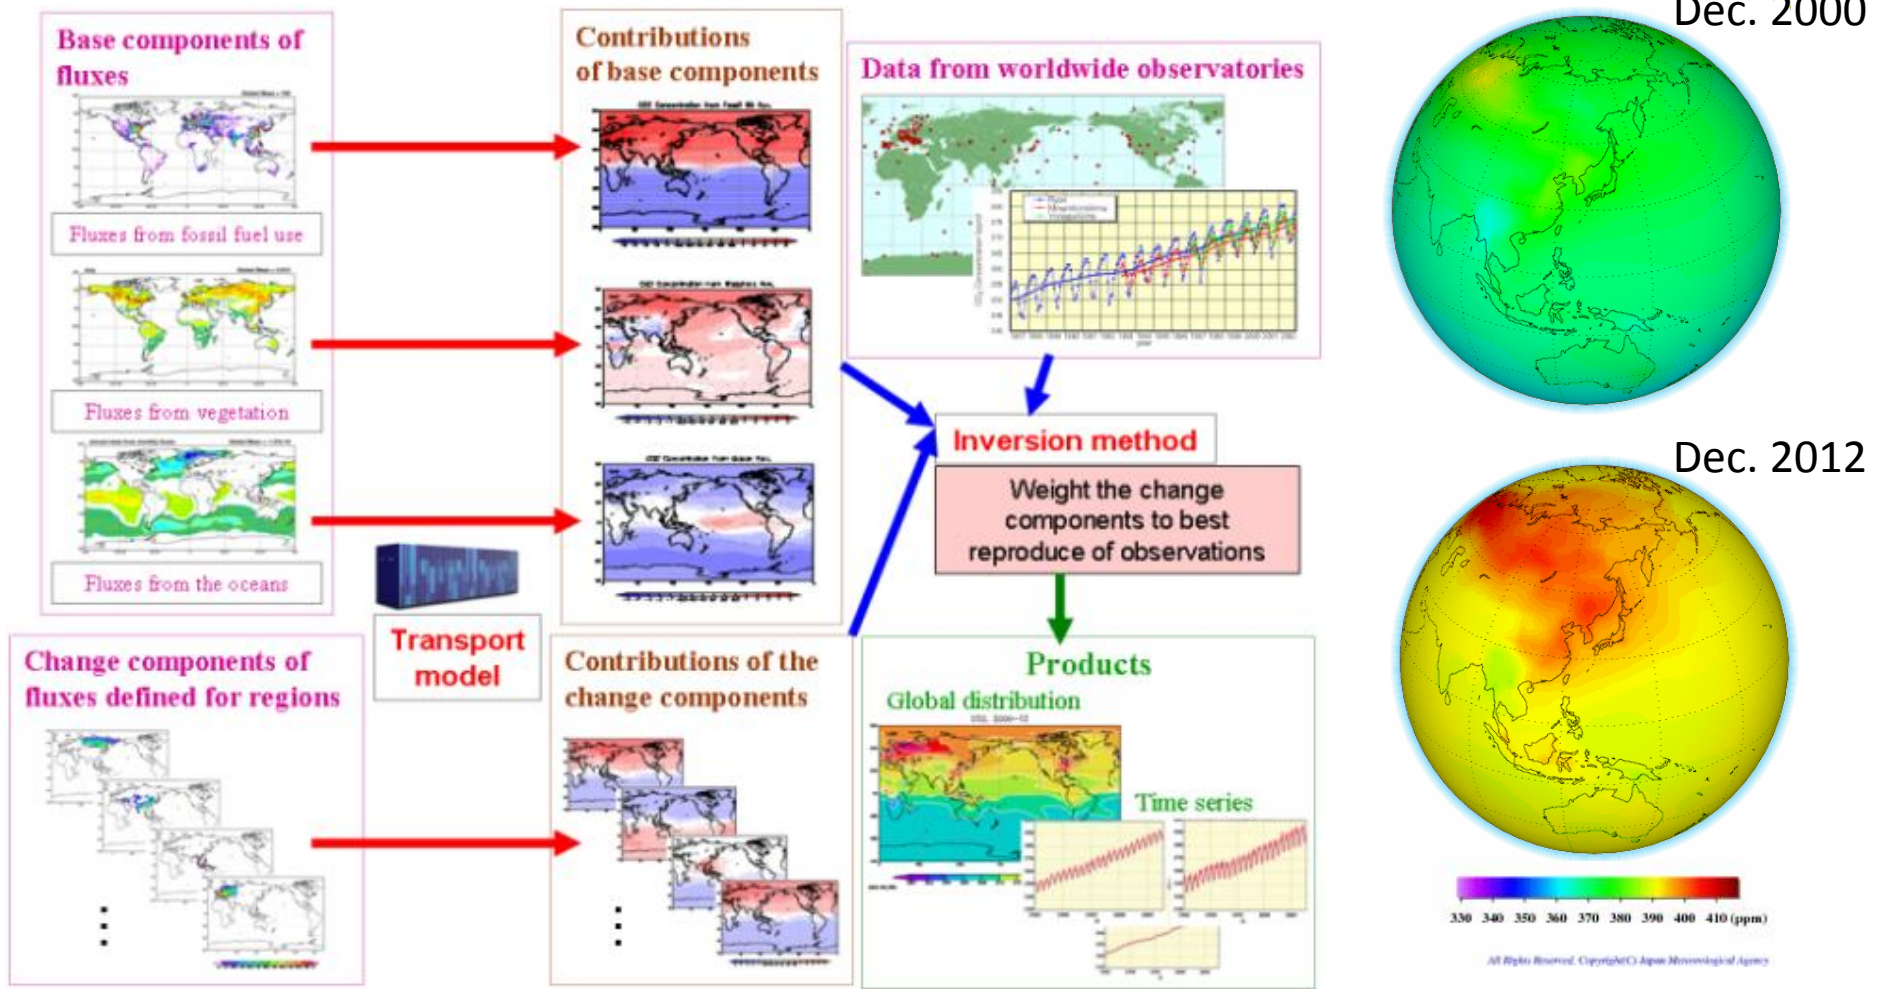 Base components of
fluxes
Fluxes from fossil fuel use
Fluxes from vegetation
Fluxes from the oceans
Contributions
of base components
Data from worldwide observatories
Transport
model
Inversion method
Weight the change
components to best
reproduce of observations
Change components of
fluxes defined for regions
Contributions of the
change components
Products
Global distribution
Time series
Dec. 2000
Dec. 2012
330 340 350 360 370 380 390 400 410 (ppm)
All Rights Reserved. Copyright(C) Japan Meteorological Agency